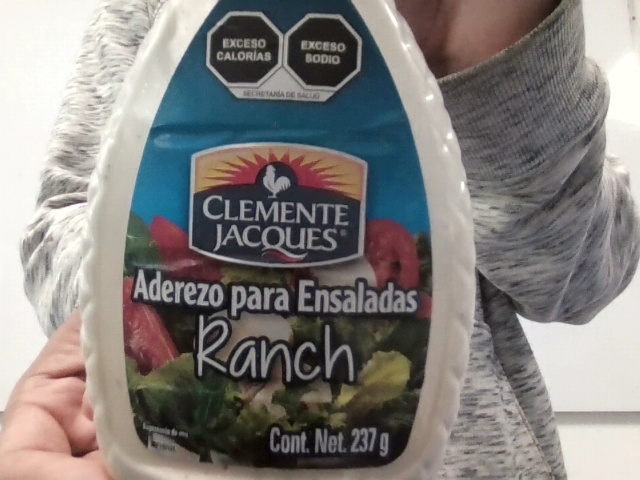 EXCESO
CALORÍAS
EXCESO
SODIO
SECRETARÍA DE SALUD
CLEMENTE
JACQUES®
Aderezo para Ensaladas
Ranch
Cont. Net. 237 g